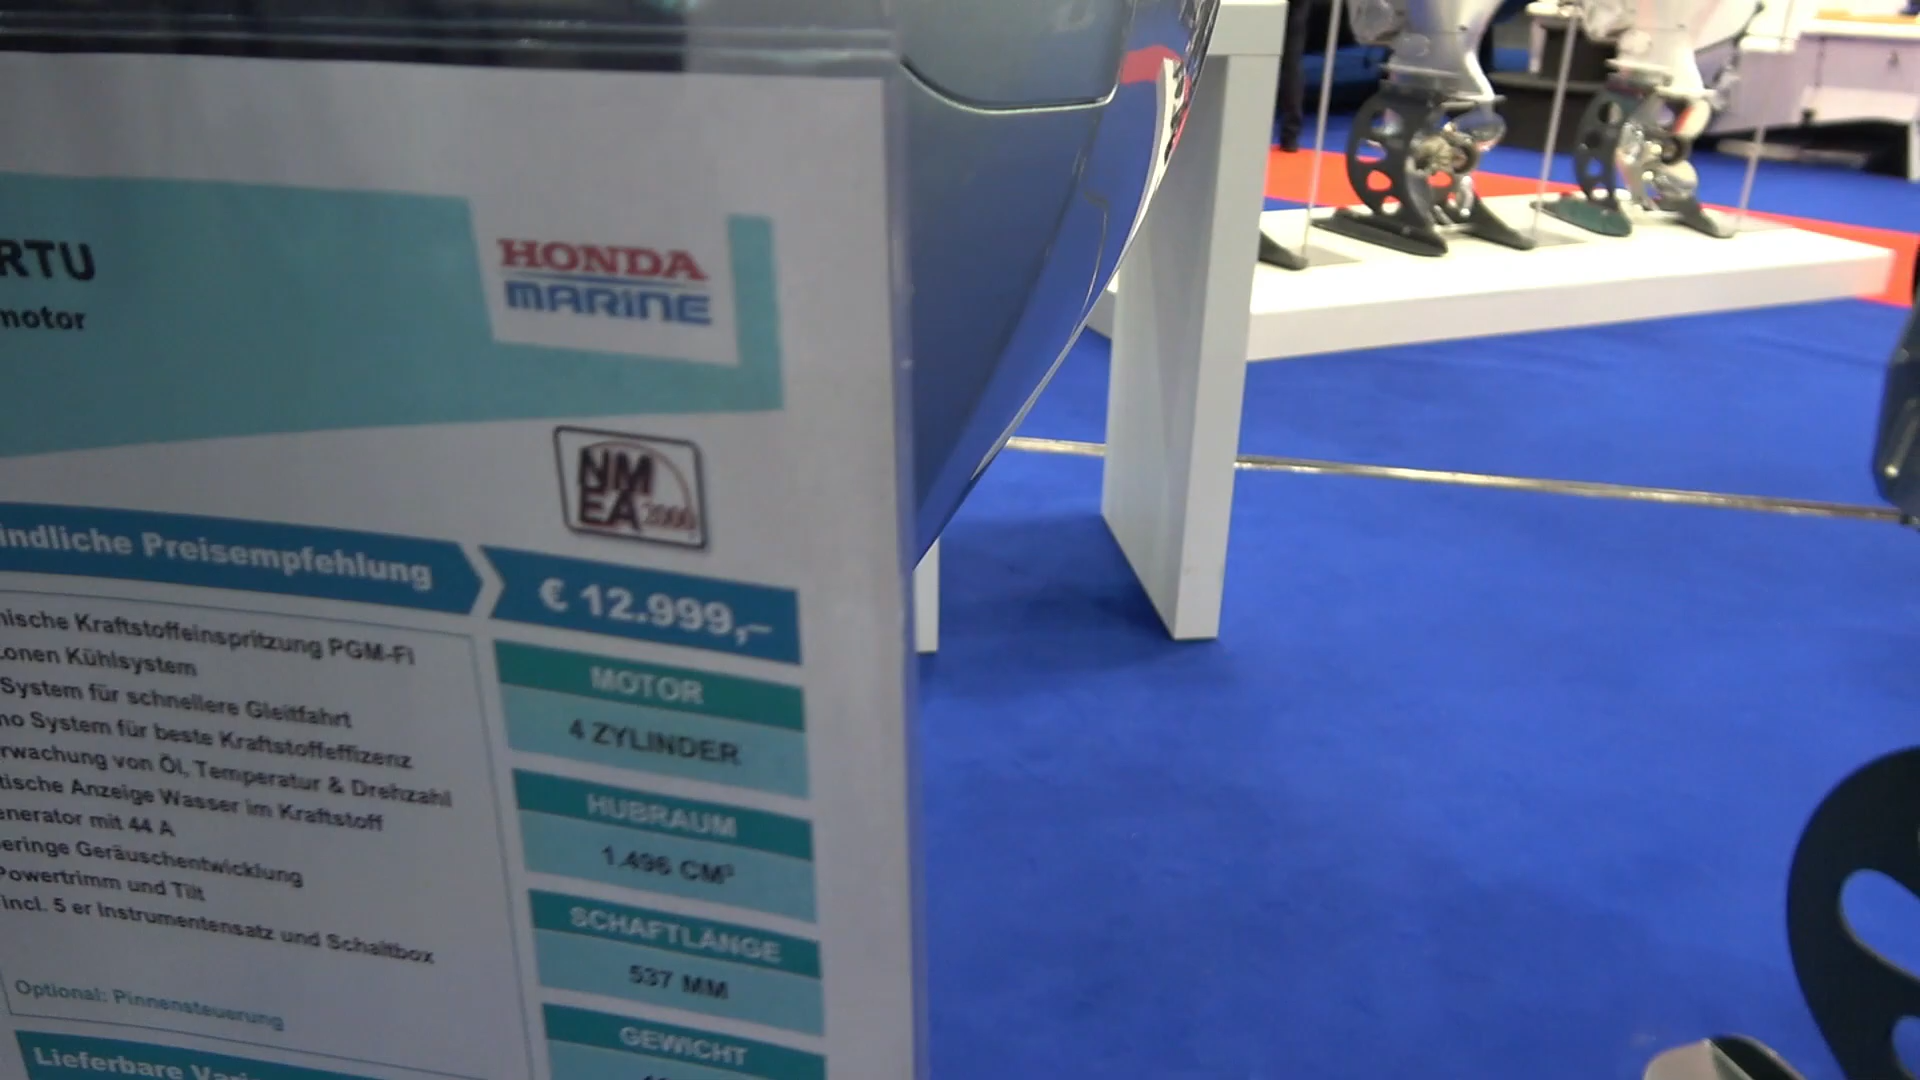 RTU
HONDA
MARINE
motor
NM
EA 2000
indliche Preisempfehlung
€ 12.999,–
nische Kraftstoffeinspritzung PGM-FI
onen Kühlsystem
System für schnellere Gleitfahrt
mo System für beste Kraftstoffeffizenz
rwachung von Öl, Temperatur & Drehzahl
tische Anzeige Wasser im Kraftstoff
enerator mit 44 A
eringe Geräuschentwicklung
Powertrimm und Tilt
incl. 5 er Instrumentensatz und Schaltbox
Optional: Pinnensteuerung
Lieferbare
MOTOR
4 ZYLINDER
HUBRAUM
1.496 CM³
SCHAFTLÄNGE
537 MM
GEWICHT